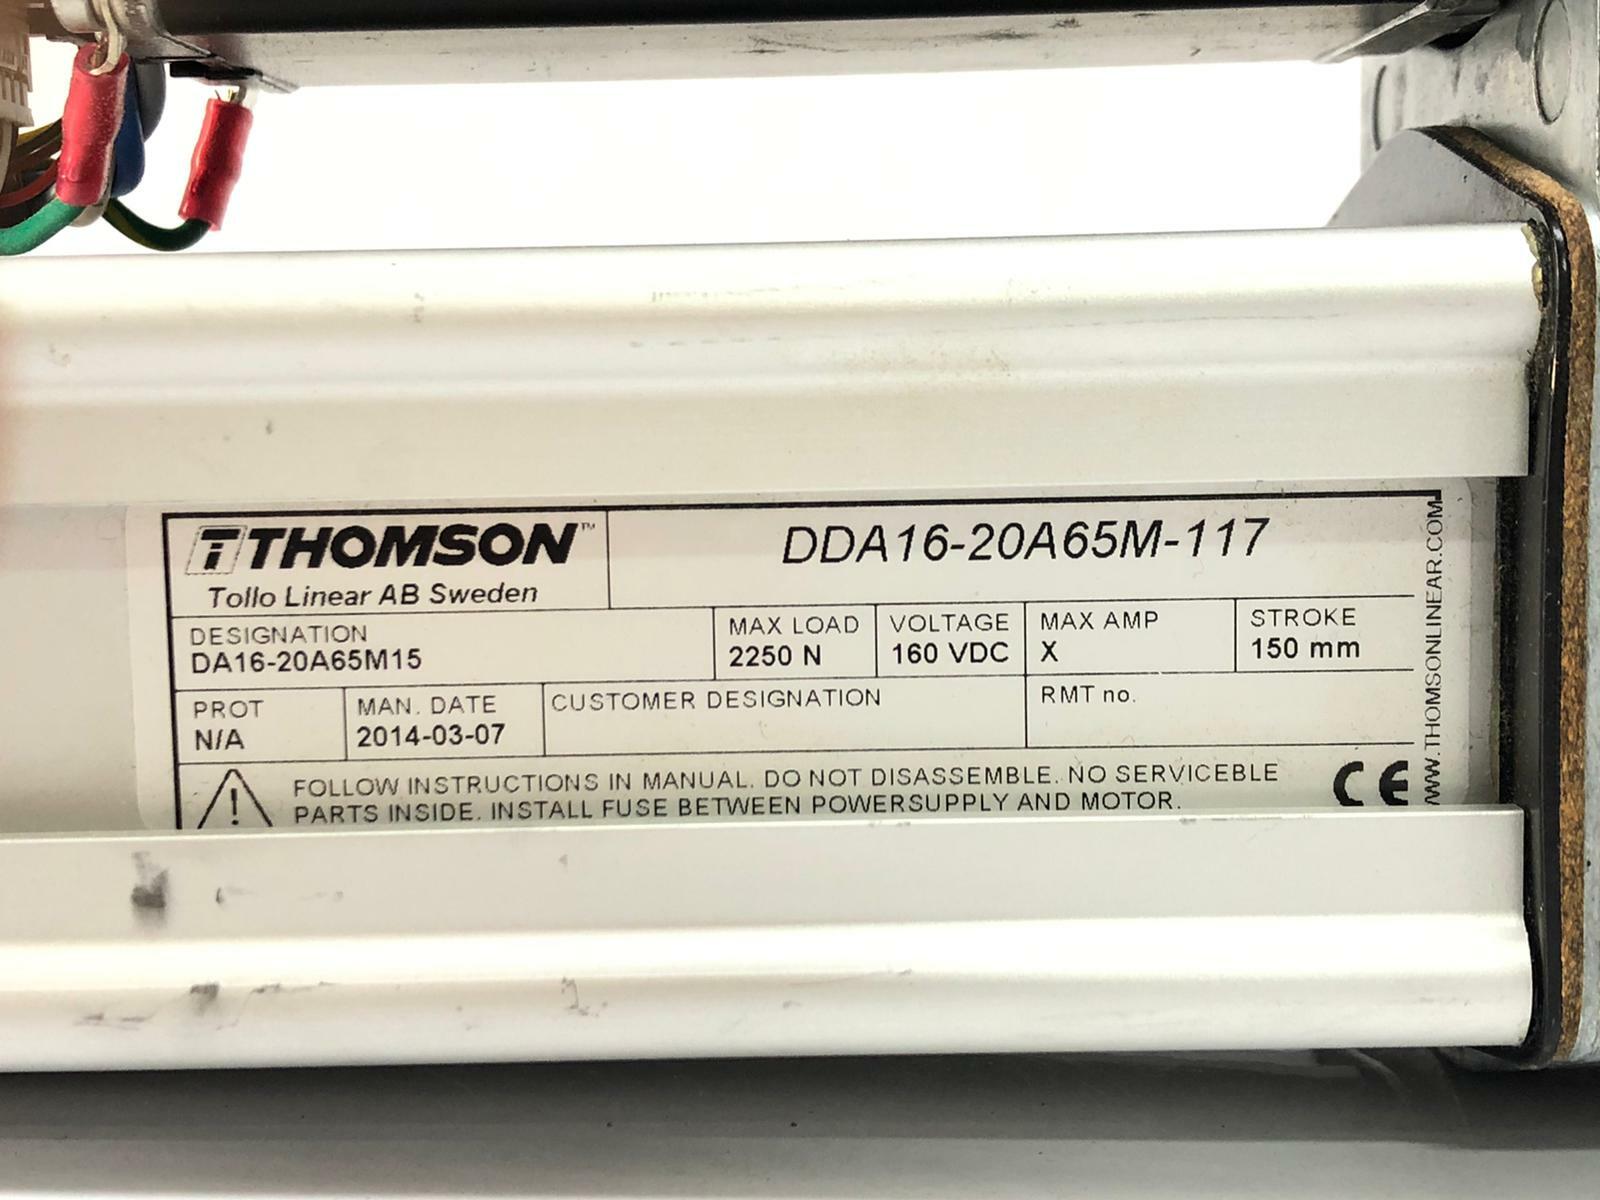 THOMSON™
Tollo Linear AB Sweden
DDA16-20A65M-117
DESIGNATION
DA16-20A65M15
MAX LOAD
2250 N
VOLTAGE
160 VDC
MAX AMP
X
STROKE
150 mm
PROT
N/A
MAN. DATE
2014-03-07
CUSTOMER DESIGNATION
RMT no.
FOLLOW INSTRUCTIONS IN MANUAL. DO NOT DISASSEMBLE. NO SERVICEBLE
PARTS INSIDE. INSTALL FUSE BETWEEN POWERSUPPLY AND MOTOR.
CE
WWW.THOMSONLINEAR.COM